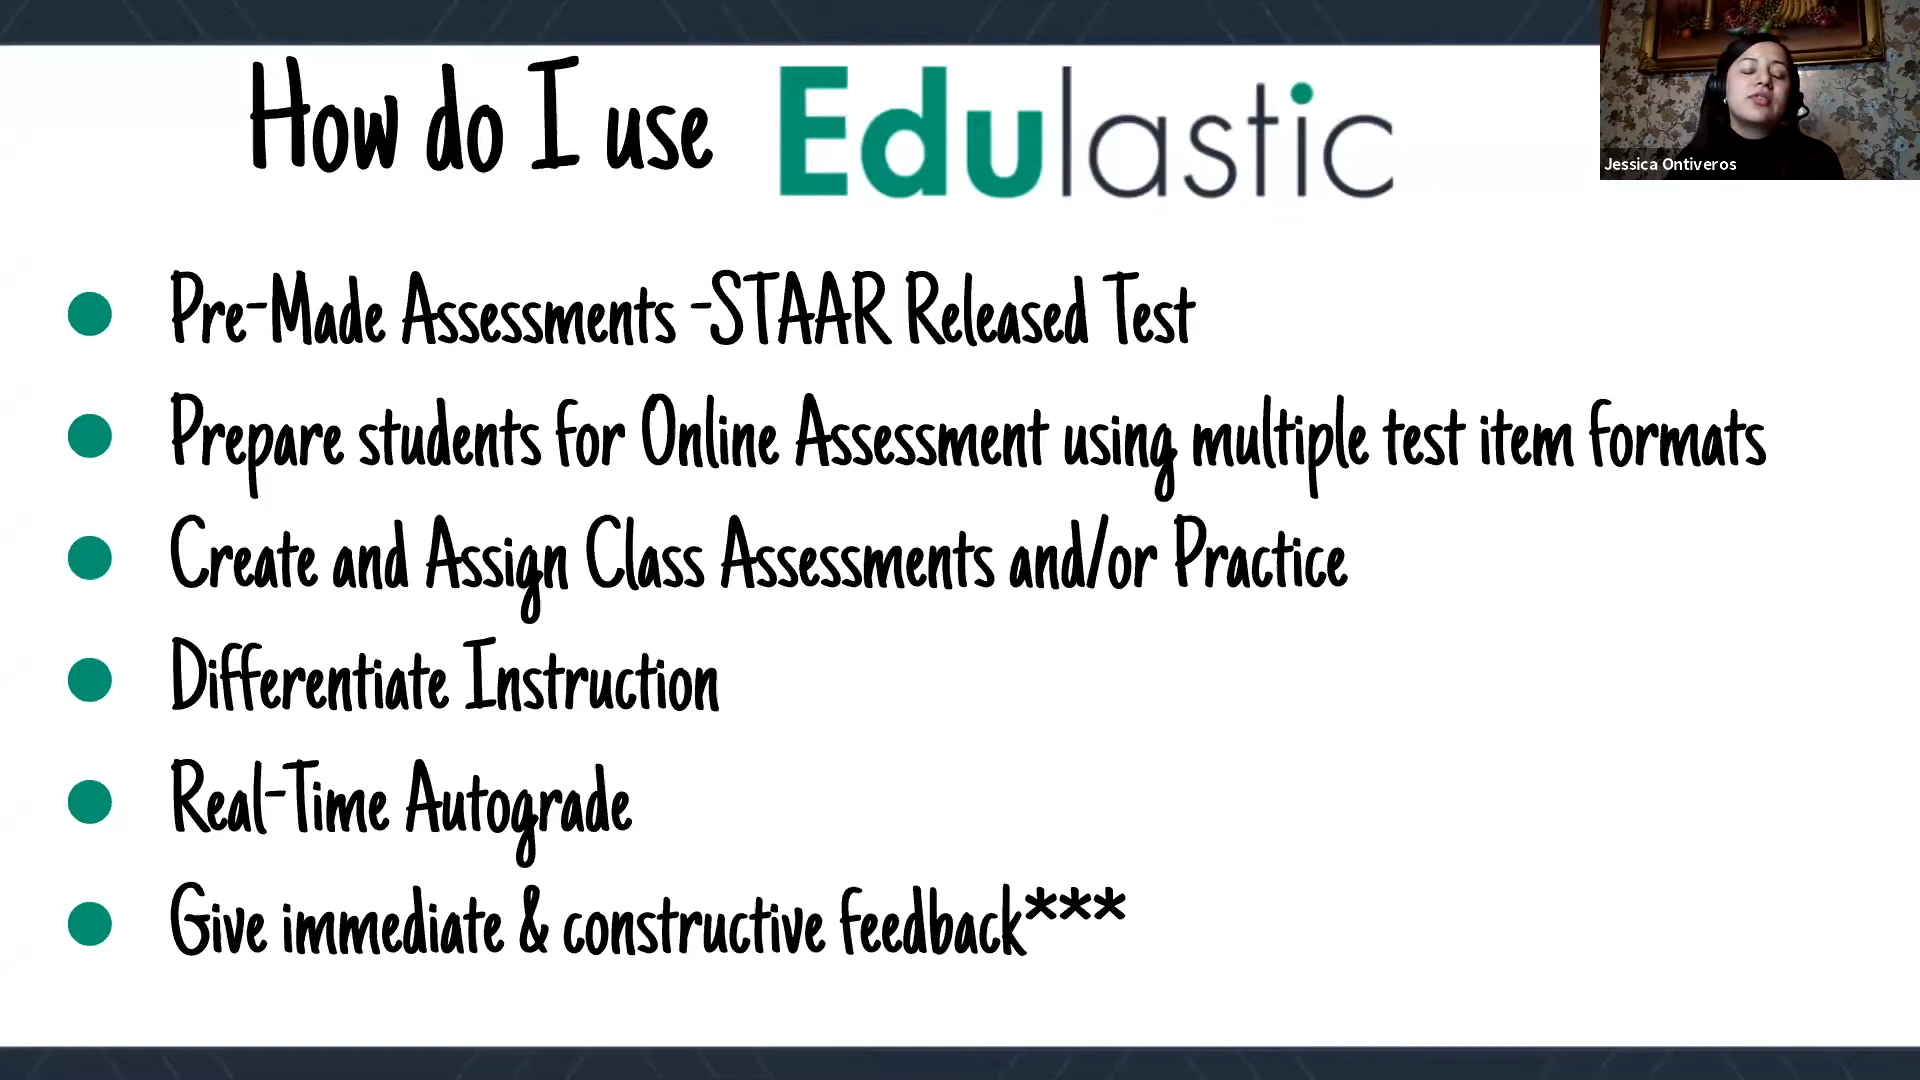 How do I use Edulastic
Jessica Ontiveros
Pre-Made Assessments -STAAR Released Test
Prepare students for Online Assessment using multiple test item formats
Create and Assign Class Assessments and/or Practice
Differentiate Instruction
Real-Time Autograde
Give immediate & constructive feedback***